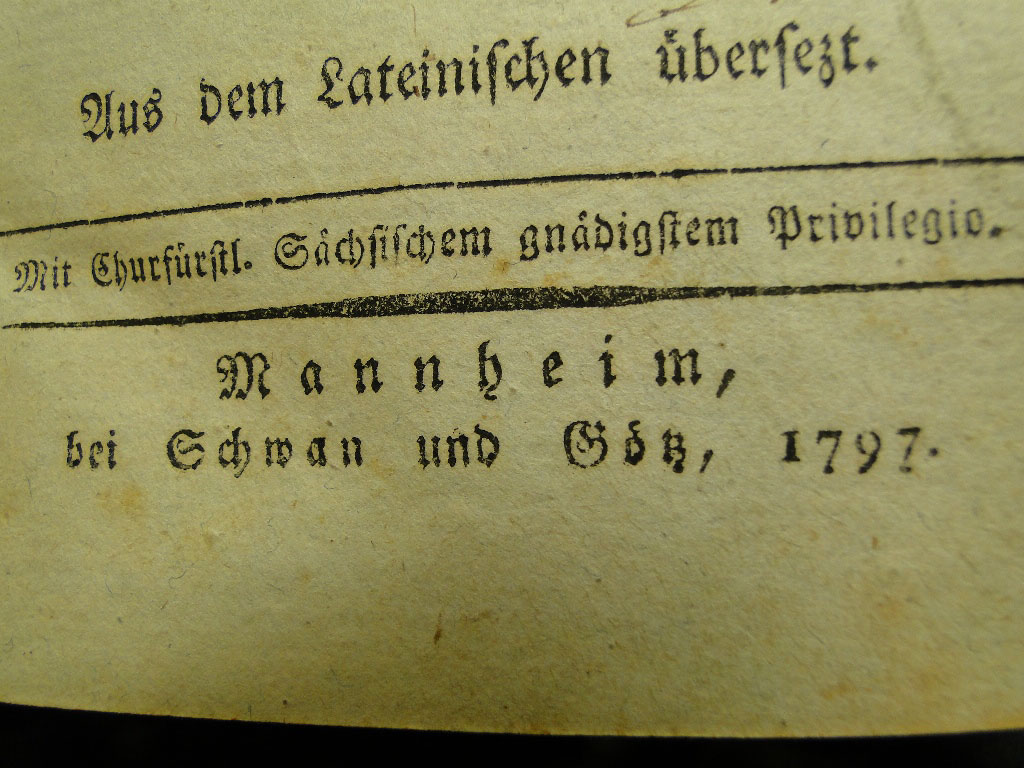 Aus dem Lateiniſchen überſezt.
Mit Churfürſtl. Sächſiſchem gnädigſtem Privilegio.
Mannheim,
bei Schwan und Götz, 1797.